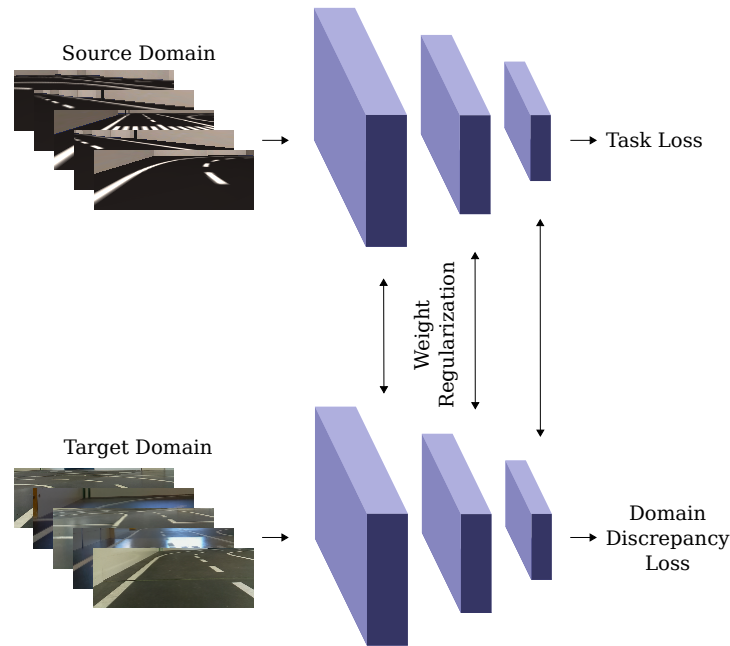 Source Domain
Task Loss
Weight
Regularization
Target Domain
Domain
Discrepancy
Loss